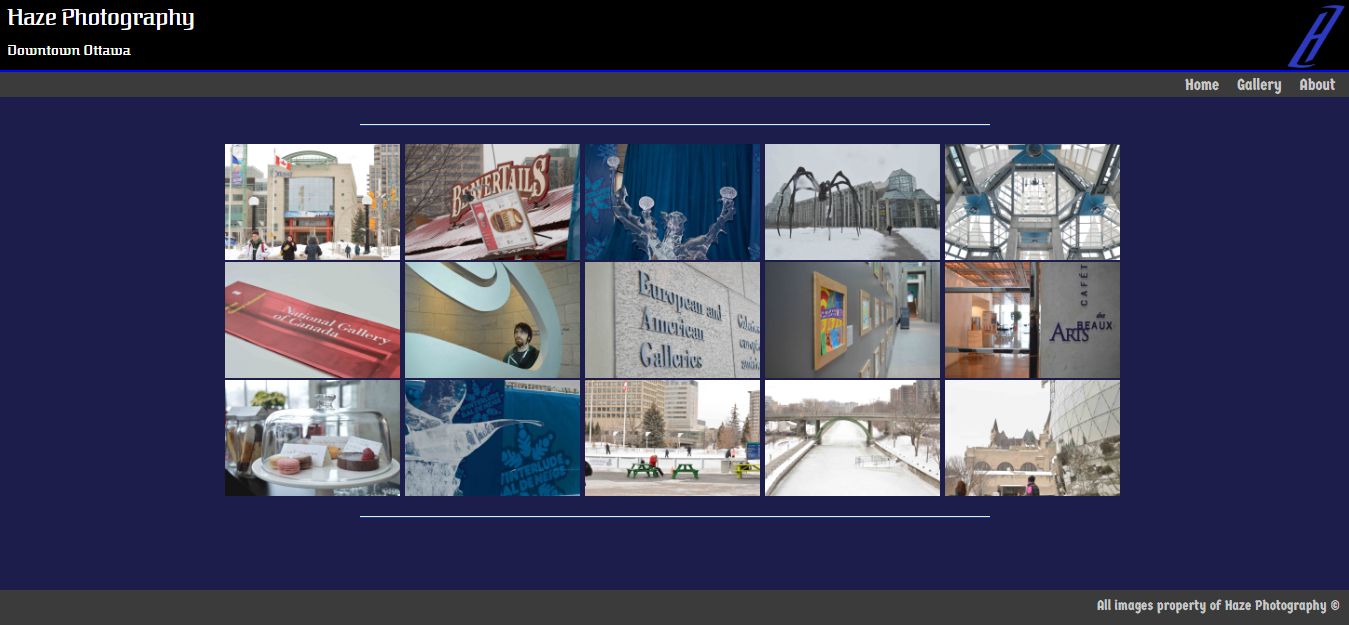 Haze Photography
Downtown Ottawa
Home Gallery About
BEAVERTAILS
National Gallery
of Canada
European and
American
Galleries
CAFÉ
des
BEAUX
ARTS
INTERLUDE
All images property of Haze Photography ©